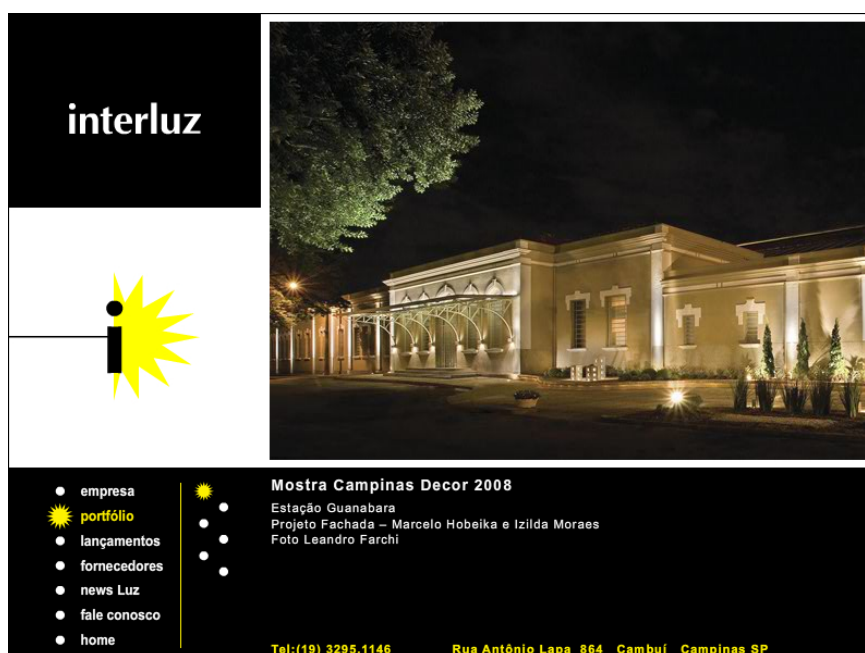 interluz
empresa
portfólio
lançamentos
fornecedores
news Luz
fale conosco
home
Mostra Campinas Decor 2008
Estação Guanabara
Projeto Fachada – Marcelo Hobeika e Izilda Moraes
Foto Leandro Farchi
Tel:(19) 3295.1146 Rua Antônio Lapa 864 Cambuí Campinas SP